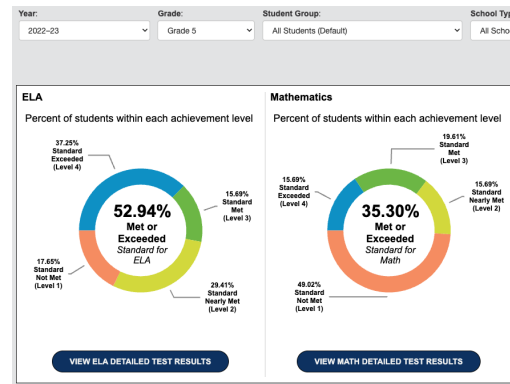 Year:
Grade:
Student Group:
School Typ
2022–23
Grade 5
All Students (Default)
All Schoo
ELA
Percent of students within each achievement level
37.25%
Standard
Exceeded
(Level 4)
15.69%
Standard
Met
(Level 3)
52.94%
Met or
Exceeded
Standard for
ELA
17.65%
Standard
Not Met
(Level 1)
29.41%
Standard
Nearly Met
(Level 2)
VIEW ELA DETAILED TEST RESULTS
Mathematics
Percent of students within each achievement level
19.61%
Standard
Met
(Level 3)
15.69%
Standard
Exceeded
(Level 4)
15.69%
Standard
Nearly Met
(Level 2)
35.30%
Met or
Exceeded
Standard for
Math
49.02%
Standard
Not Met
(Level 1)
VIEW MATH DETAILED TEST RESULTS